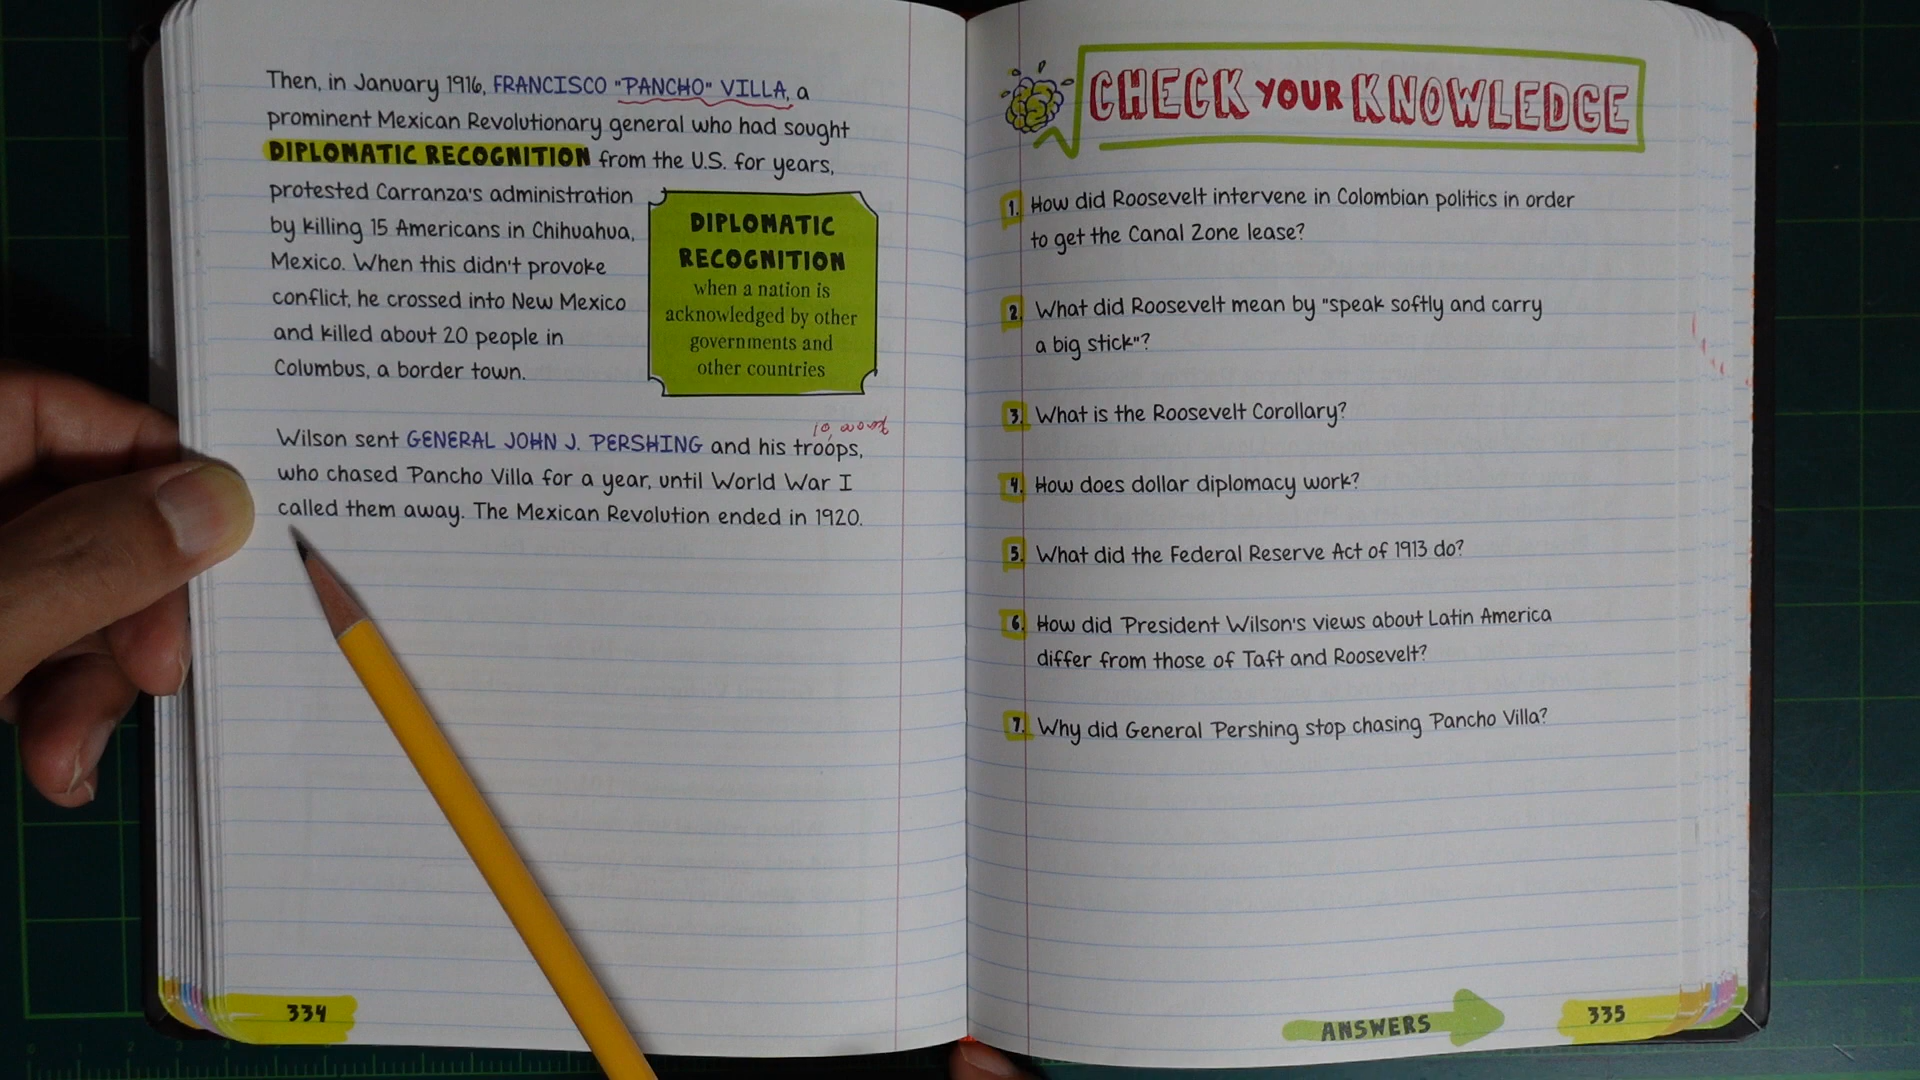 Then, in January 1916, FRANCISCO "PANCHO" VILLA, a
prominent Mexican Revolutionary general who had sought
DIPLOMATIC RECOGNITION from the U.S. for years,
protested Carranza's administration
by killing 15 Americans in Chihuahua,
Mexico. When this didn't provoke
conflict, he crossed into New Mexico
and killed about 20 people in
Columbus, a border town.
DIPLOMATIC
RECOGNITION
when a nation is
acknowledged by other
governments and
other countries
Wilson sent GENERAL JOHN J. PERSHING and his troops,
who chased Pancho Villa for a year, until World War I
called them away. The Mexican Revolution ended in 1920.
334
CHECK YOUR KNOWLEDGE
1. How did Roosevelt intervene in Colombian politics in order
to get the Canal Zone lease?
2. What did Roosevelt mean by "speak softly and carry
a big stick"?
3. What is the Roosevelt Corollary?
4. How does dollar diplomacy work?
5. What did the Federal Reserve Act of 1913 do?
6. How did President Wilson's views about Latin America
differ from those of Taft and Roosevelt?
7. Why did General Pershing stop chasing Pancho Villa?
ANSWERS
335